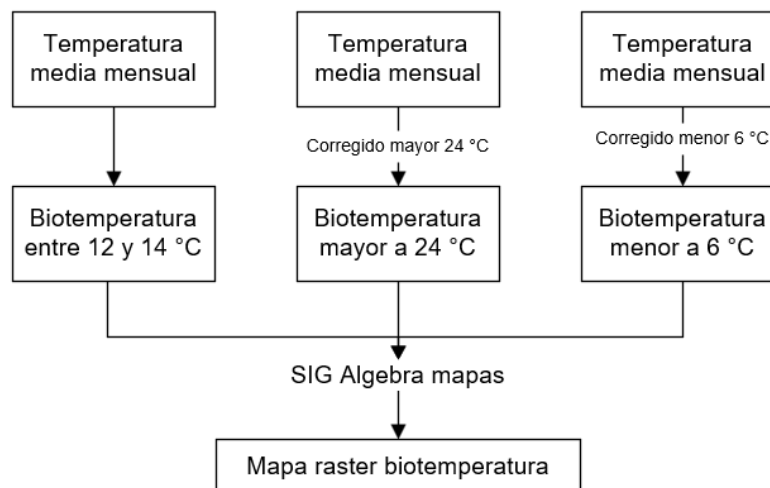 Temperatura
media mensual
Temperatura
media mensual
Temperatura
media mensual
Corregido mayor 24 °C
Corregido menor 6 °C
Biotemperatura
entre 12 y 14 °C
Biotemperatura
mayor a 24 °C
Biotemperatura
menor a 6 °C
SIG Algebra mapas
Mapa raster biotemperatura